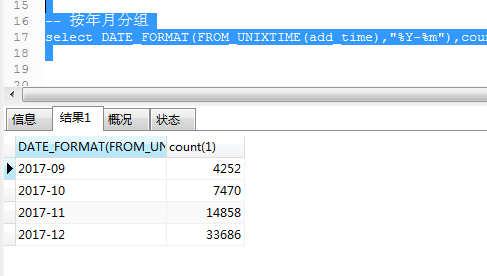 15
16 -- 按年月分组
17 select DATE_FORMAT(FROM_UNIXTIME(add_time),"%Y-%m"),cou
18
19
20
信息 结果1 概况 状态
DATE_FORMAT(FROM_UN count(1)
2017-09 4252
2017-10 7470
2017-11 14858
2017-12 33686